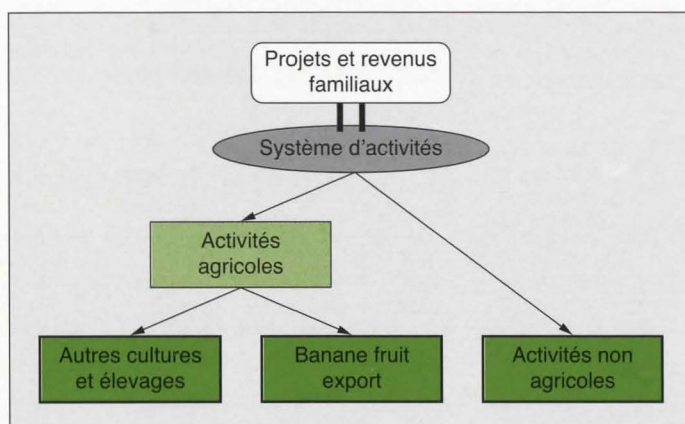 Projets et revenus
familiaux
Système d'activités
Activités
agricoles
Autres cultures
et élevages
Banane fruit
export
Activités non
agricoles